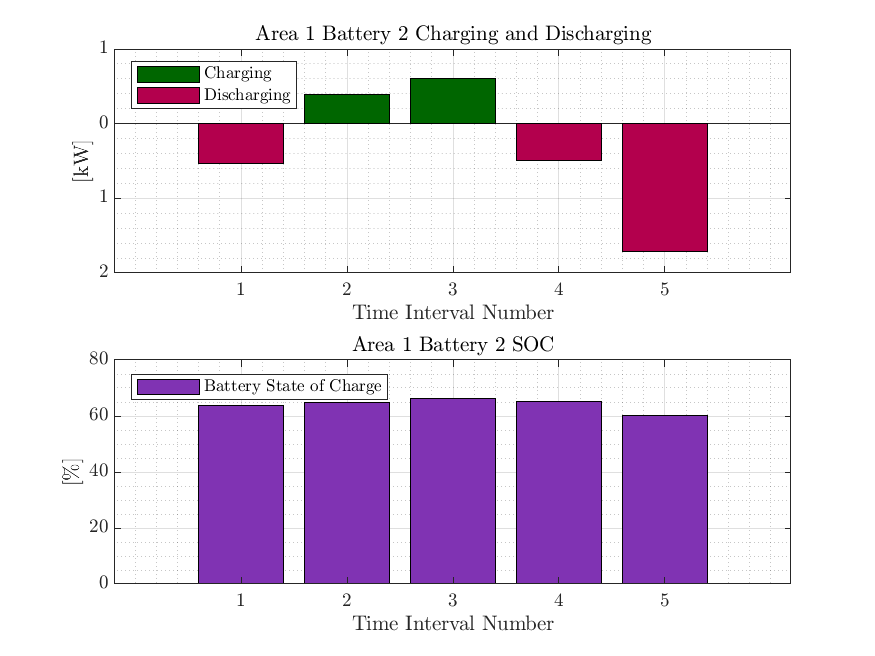 Area 1 Battery 2 Charging and Discharging
1
0
1
2
[kW]
Charging
Discharging
1 2 3 4 5
Time Interval Number
Area 1 Battery 2 SOC
80
60
40
20
0
[%]
Battery State of Charge
1 2 3 4 5
Time Interval Number